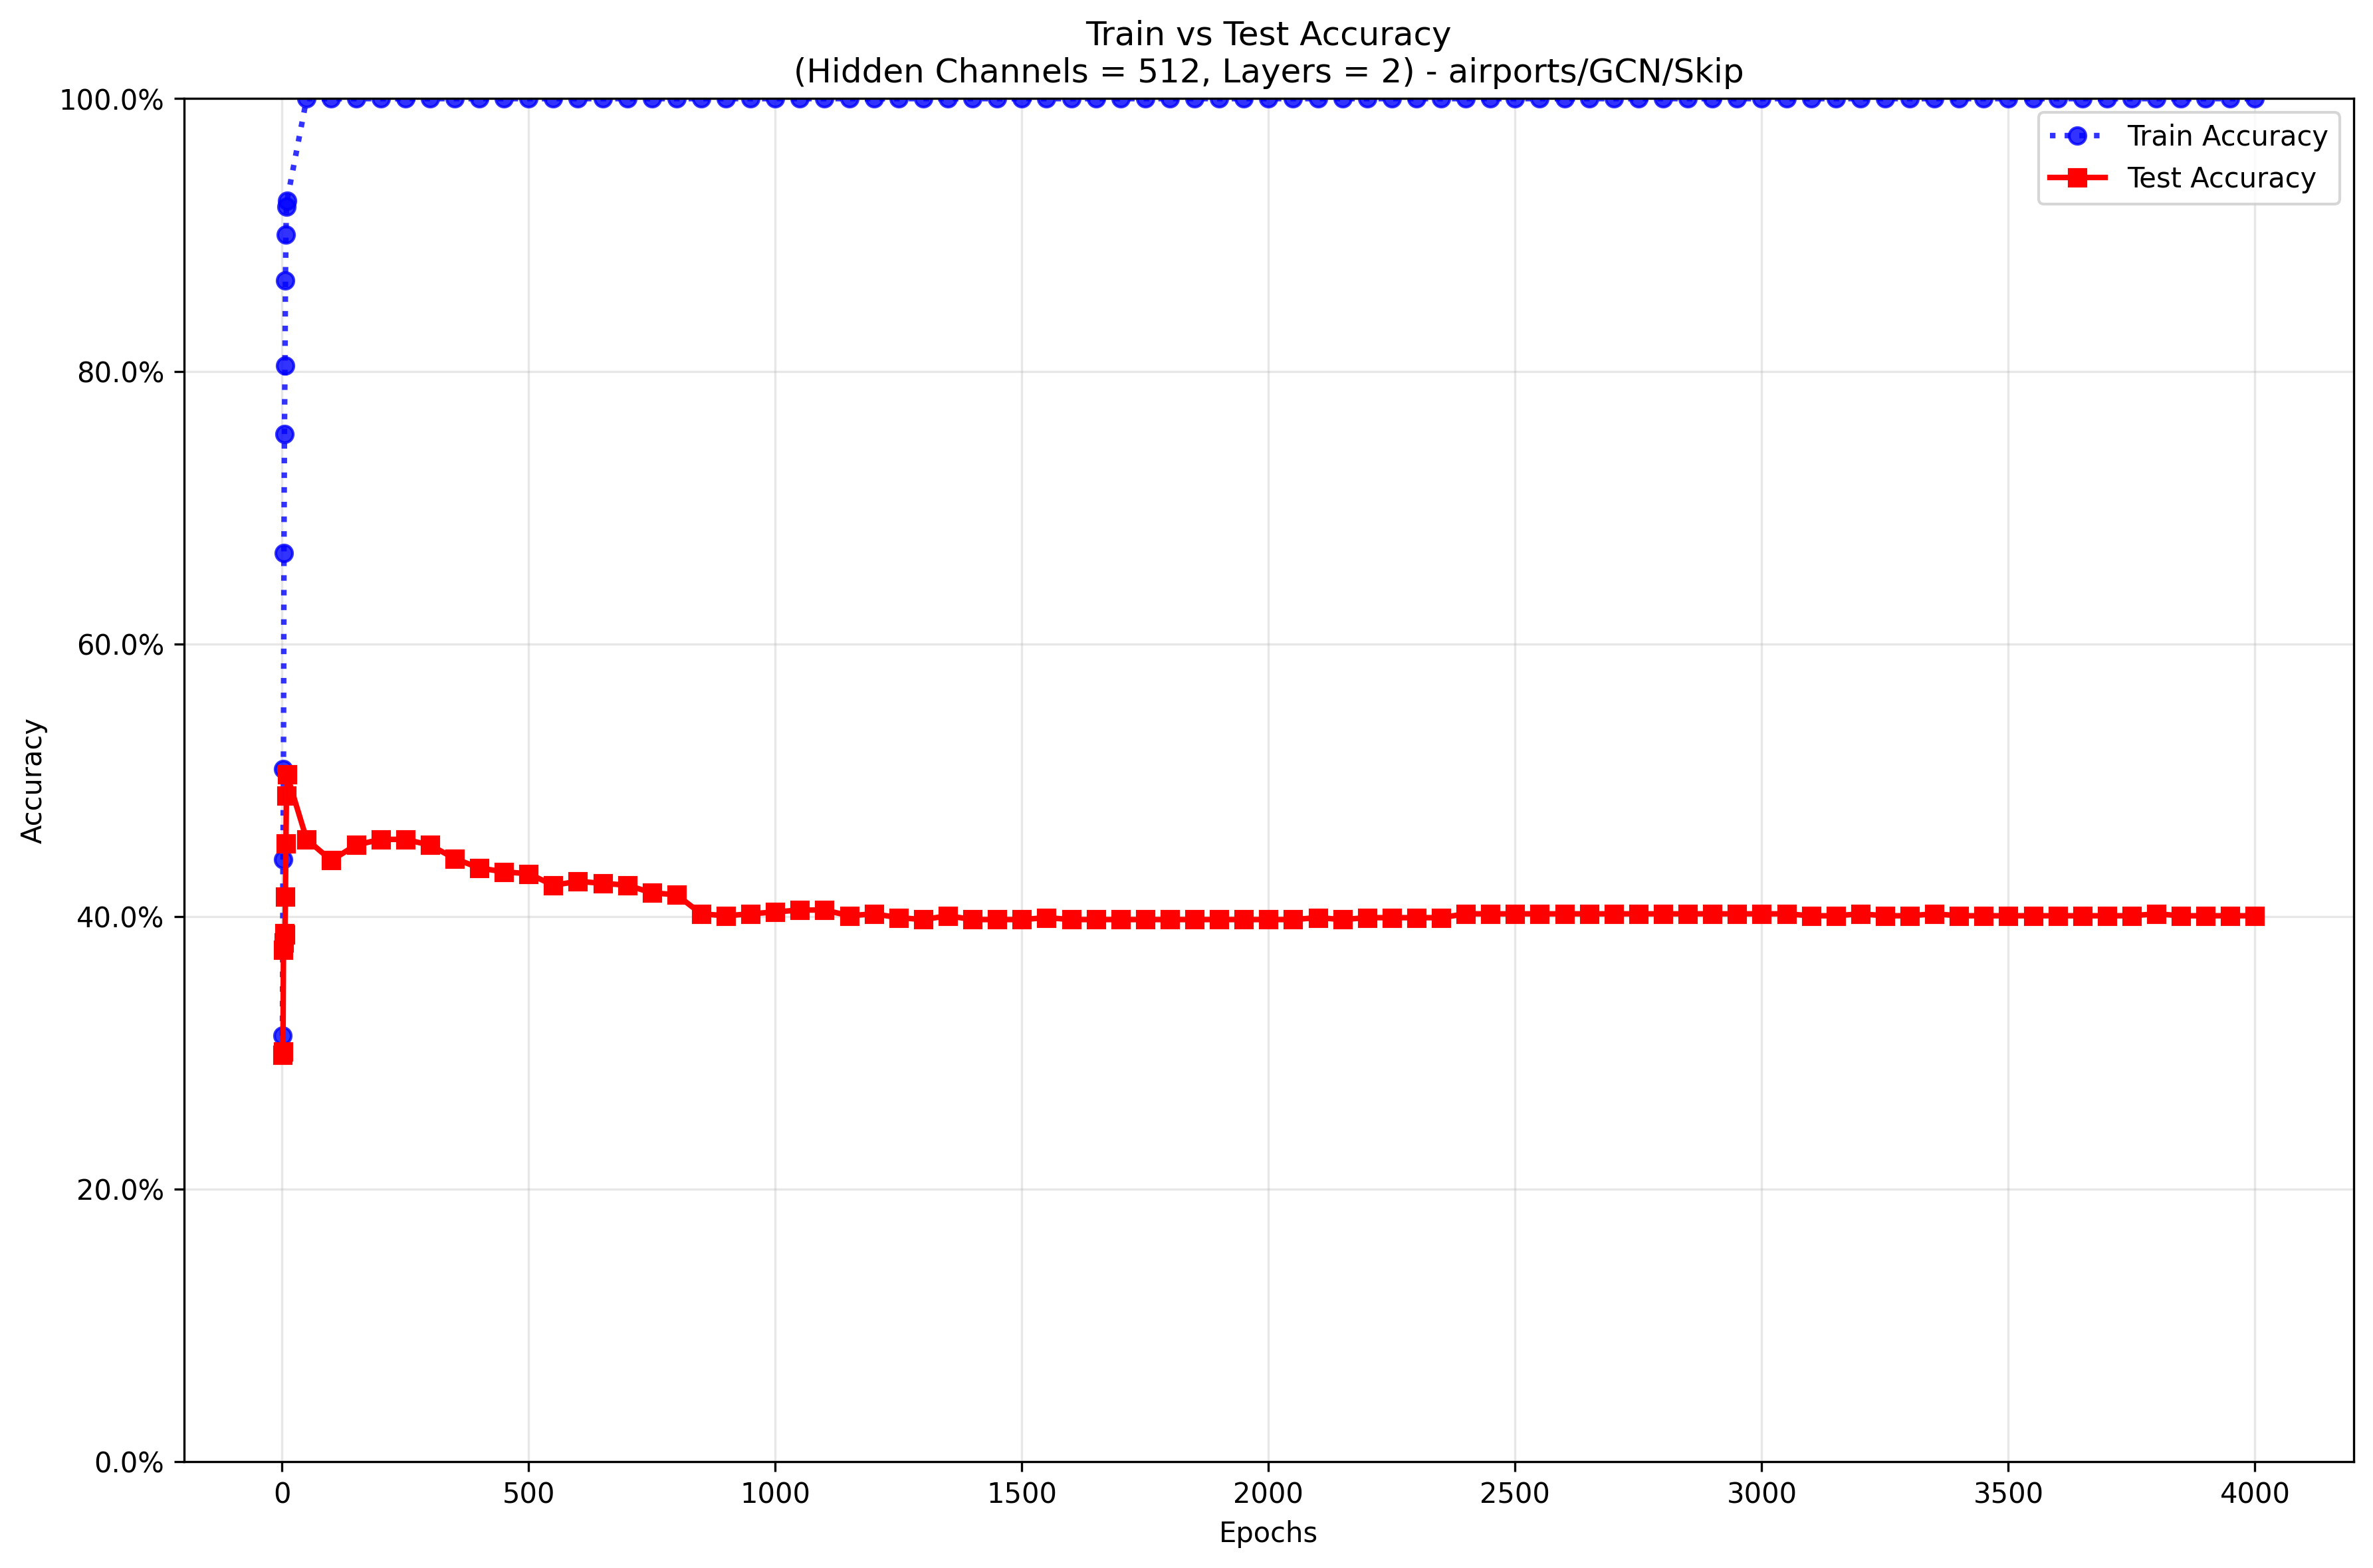 Train vs Test Accuracy
(Hidden Channels = 512, Layers = 2) - airports/GCN/Skip
100.0%
80.0%
60.0%
40.0%
20.0%
0.0%
Accuracy
Train Accuracy
Test Accuracy
0
500
1000
1500
2000
2500
3000
3500
4000
Epochs